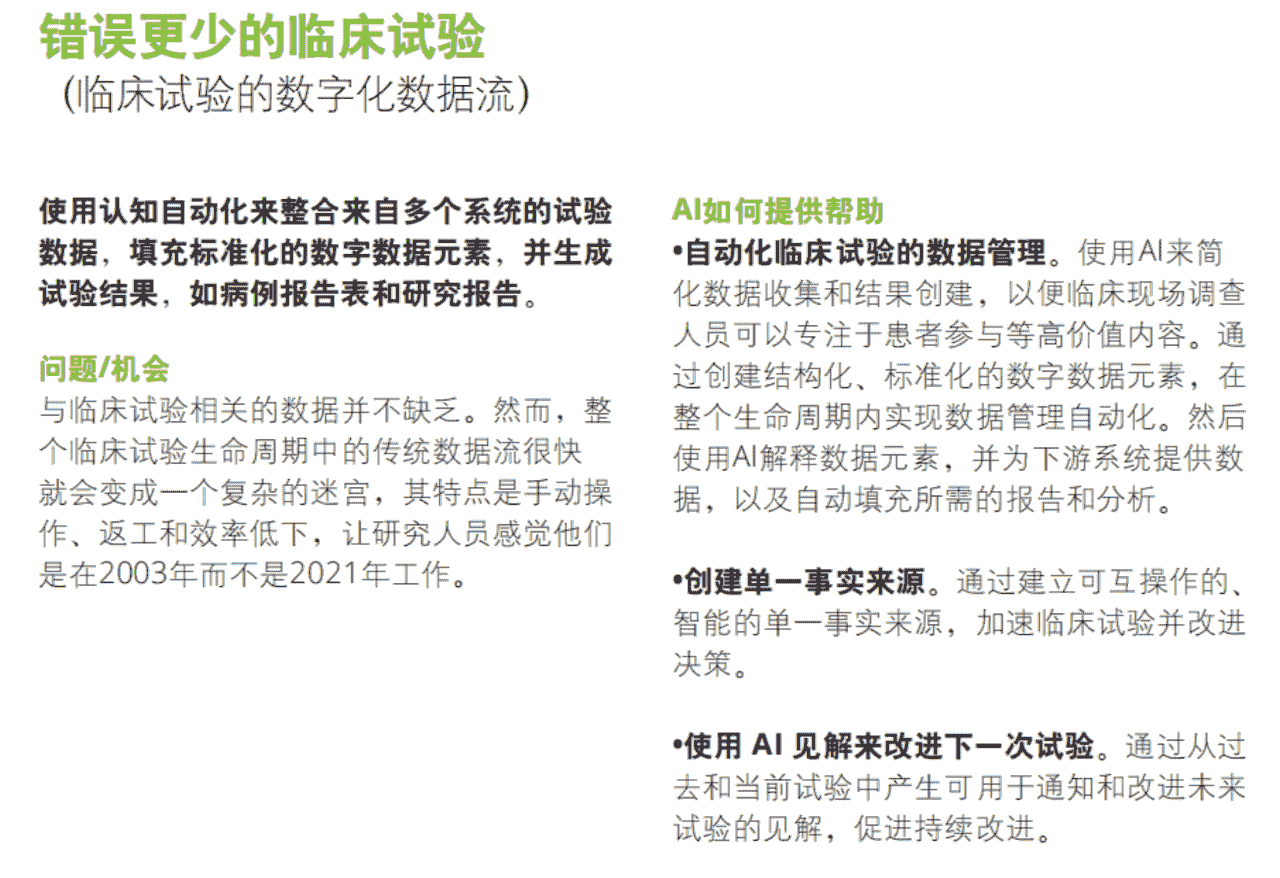 错误更少的临床试验
(临床试验的数字化数据流)
使用认知自动化来整合来自多个系统的试验
数据，填充标准化的数字数据元素，并生成
试验结果，如病例报告表和研究报告。
问题/机会
与临床试验相关的数据并不缺乏。然而，整
个临床试验生命周期中的传统数据流很快
就会变成一个复杂的迷宫，其特点是手动操
作、返工和效率低下，让研究人员感觉他们
是在2003年而不是2021年工作。
AI如何提供帮助
•自动化临床试验的数据管理。使用AI来简
化数据收集和结果创建，以便临床现场调查
人员可以专注于患者参与等高价值内容。通
过创建结构化、标准化的数字数据元素，在
整个生命周期内实现数据管理自动化。然后
使用AI解释数据元素，并为下游系统提供数
据，以及自动填充所需的报告和分析。
•创建单一事实来源。通过建立可互操作的、
智能的单一事实来源，加速临床试验并改进
决策。
•使用 AI 见解来改进下一次试验。通过从过
去和当前试验中产生可用于通知和改进未来
试验的见解，促进持续改进。